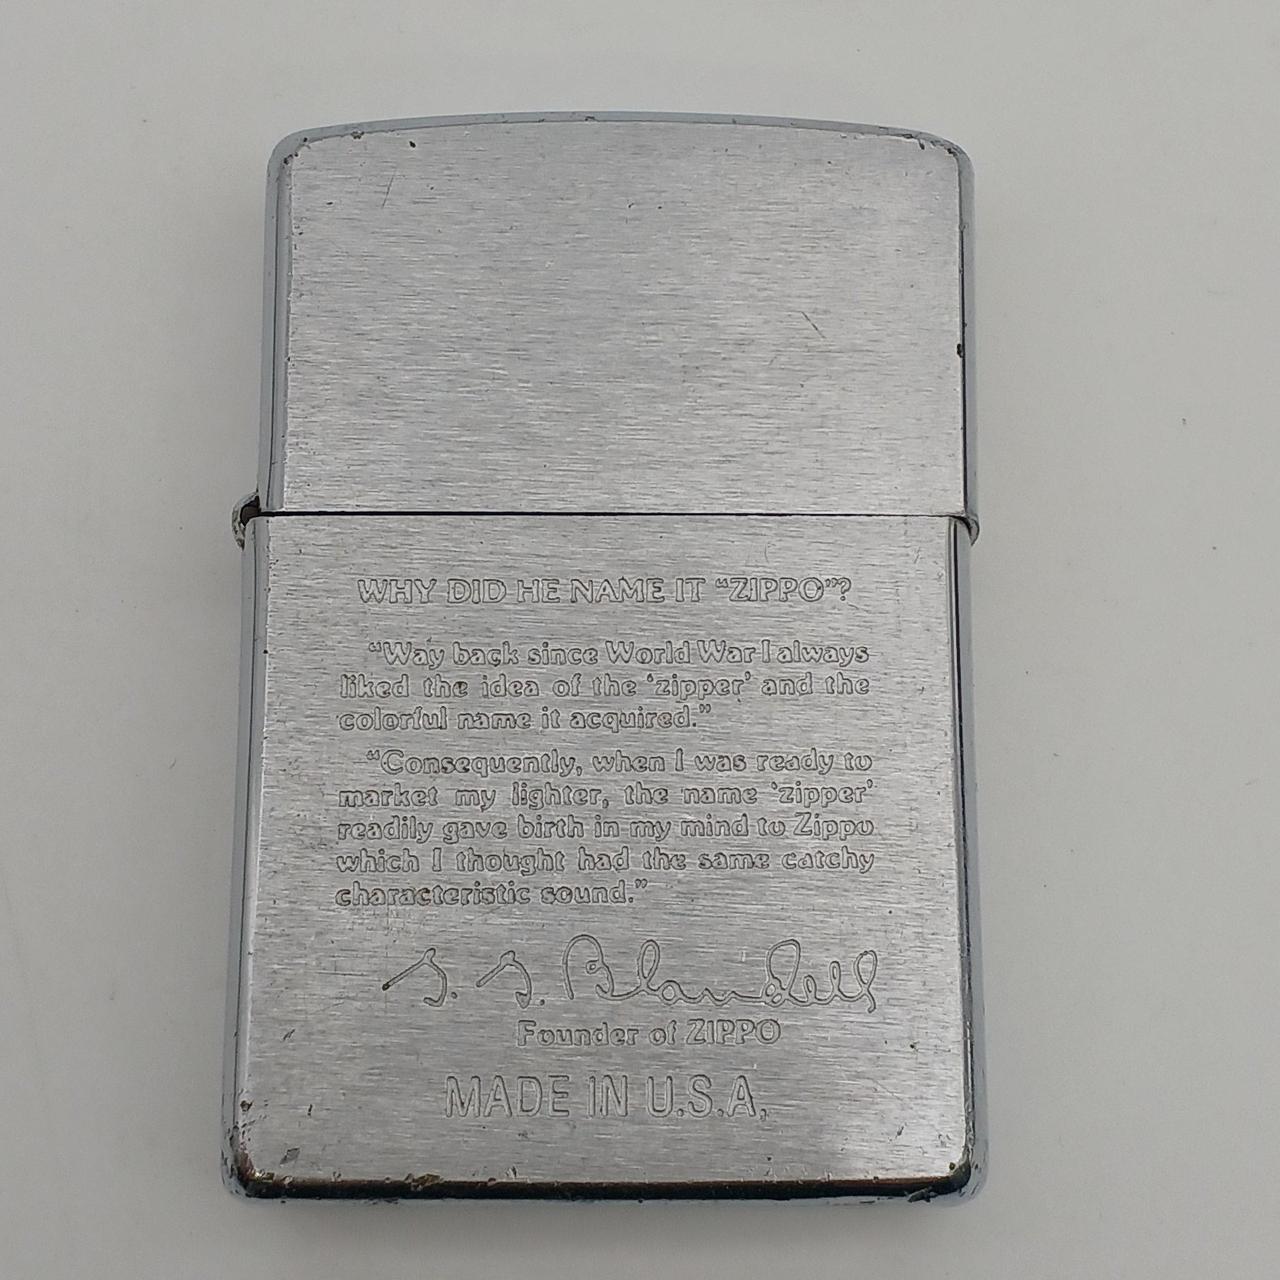 WHY DID HE NAME IT “ZIPPO”?
“Way back since World War I always
liked the idea of the ‘zipper’ and the
colorful name it acquired.”
“Consequently, when I was ready to
market my lighter, the name ‘zipper’
readily gave birth in my mind to Zippo
which I thought had the same catchy
characteristic sound.”
G. G. Blaisdell
Founder of ZIPPO
MADE IN U.S.A,